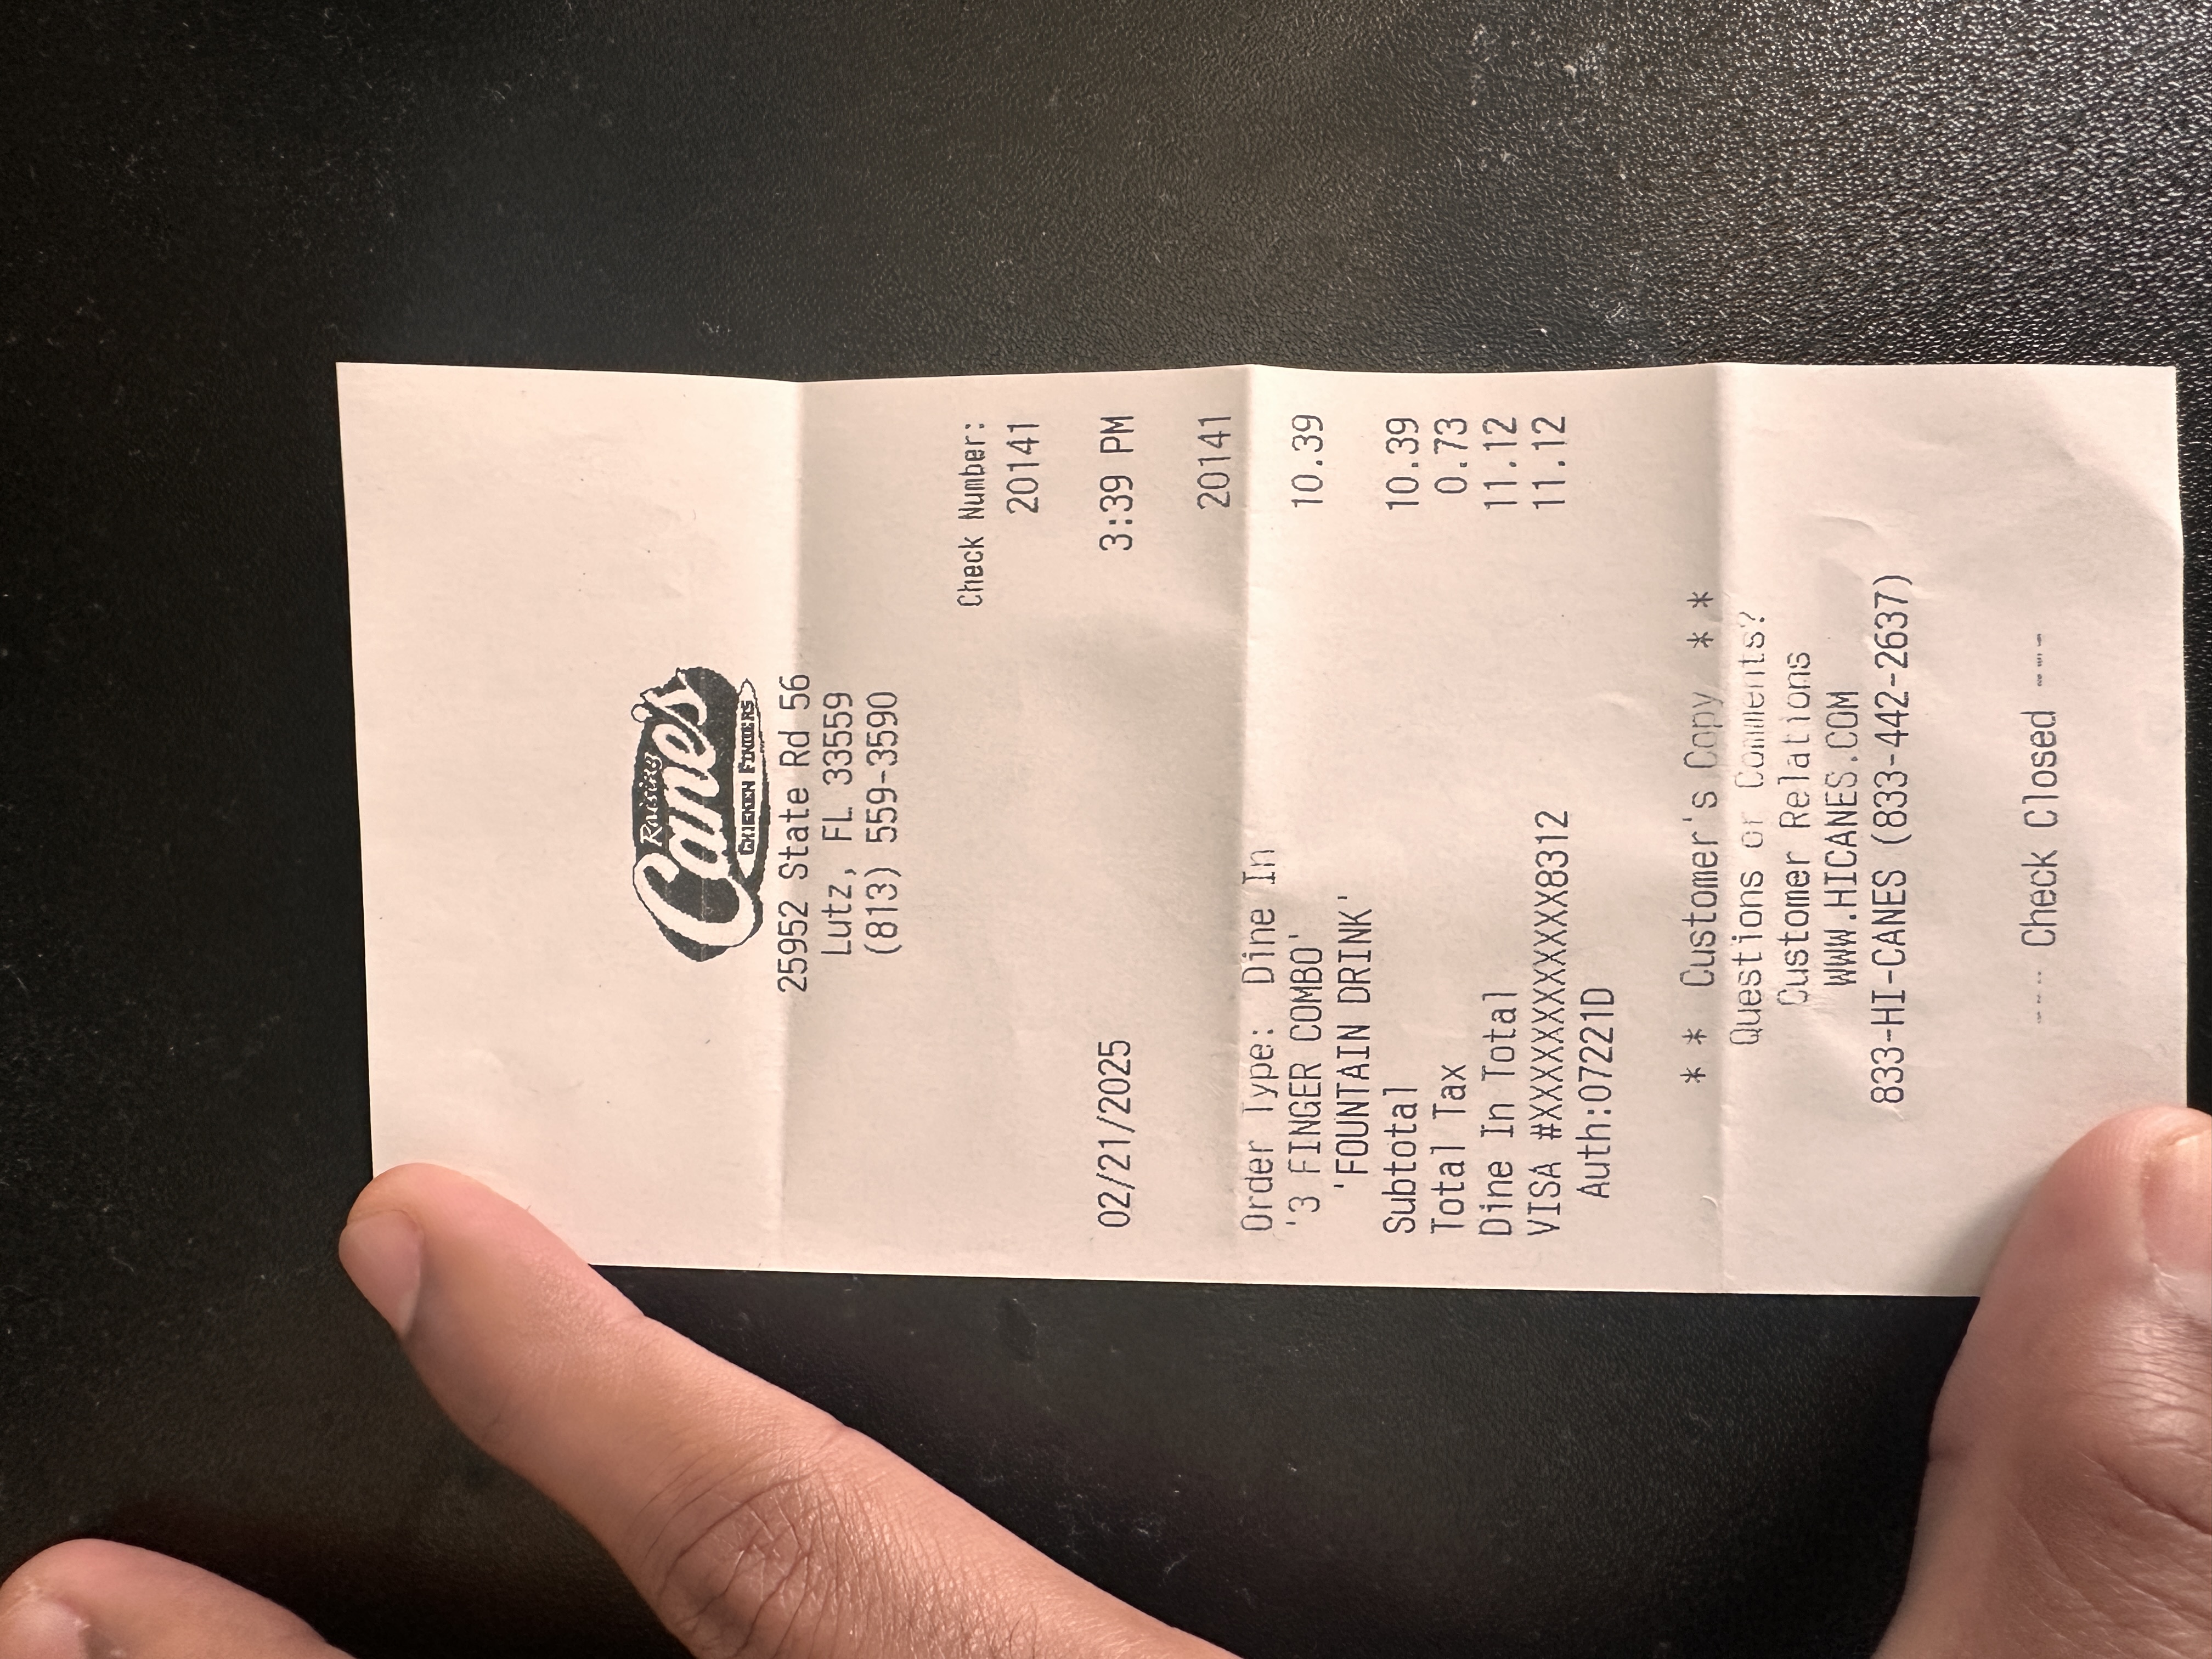 Raising
Cane's
CHICKEN FINGERS
25952 State Rd 56
Lutz, FL 33559
(813) 559-3590
Check Number:
20141
02/21/2025 3:39 PM
20141
Order Type: Dine In
'3 FINGER COMBO' 10.39
'FOUNTAIN DRINK'
Subtotal 10.39
Total Tax 0.73
Dine In Total 11.12
VISA #XXXXXXXXXXXX8312 11.12
Auth:07221D
* * Customer's Copy * *
Questions or Comments?
Customer Relations
WWW.HICANES.COM
833-HI-CANES (833-442-2637)
---- Check Closed ----